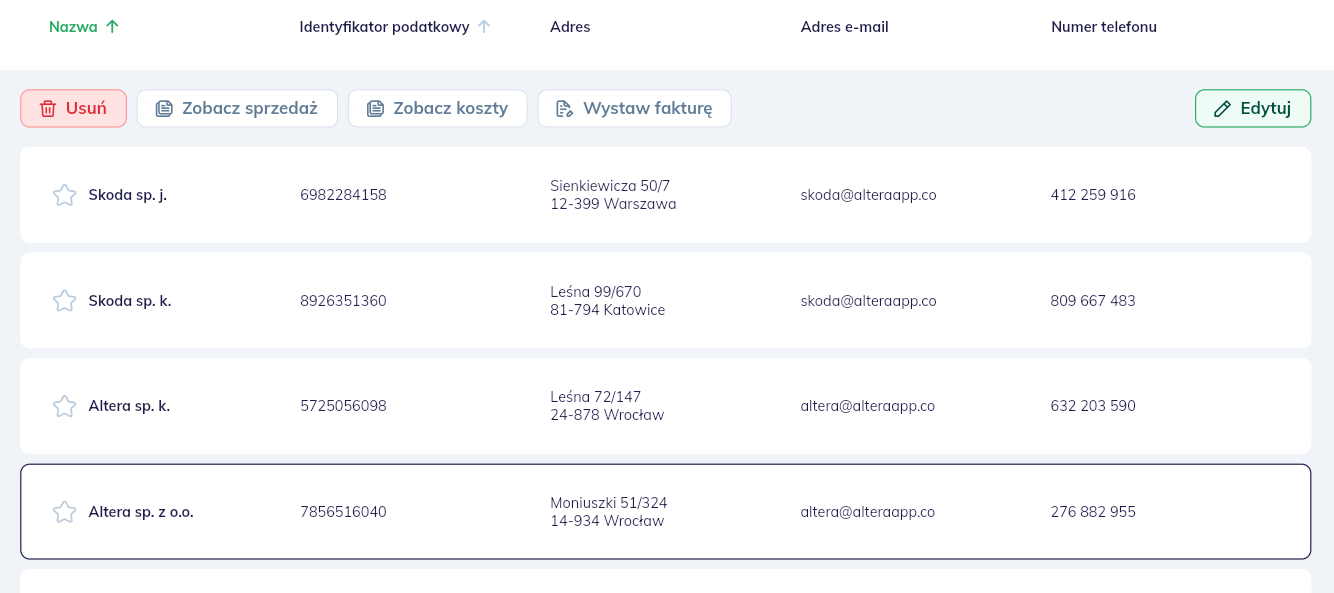 Nazwa Identyfikator podatkowy Adres Adres e-mail Numer telefonu
Usuń Zobacz sprzedaż Zobacz koszty Wystaw fakturę Edytuj
Skoda sp. j. 6982284158 Sienkiewicza 50/7 skoda@alteraapp.co 412 259 916
12-399 Warszawa
Skoda sp. k. 8926351360 Leśna 99/670 skoda@alteraapp.co 809 667 483
81-794 Katowice
Altera sp. k. 5725056098 Leśna 72/147 altera@alteraapp.co 632 203 590
24-878 Wrocław
Altera sp. z o.o. 7856516040 Moniuszki 51/324 altera@alteraapp.co 276 882 955
14-934 Wrocław